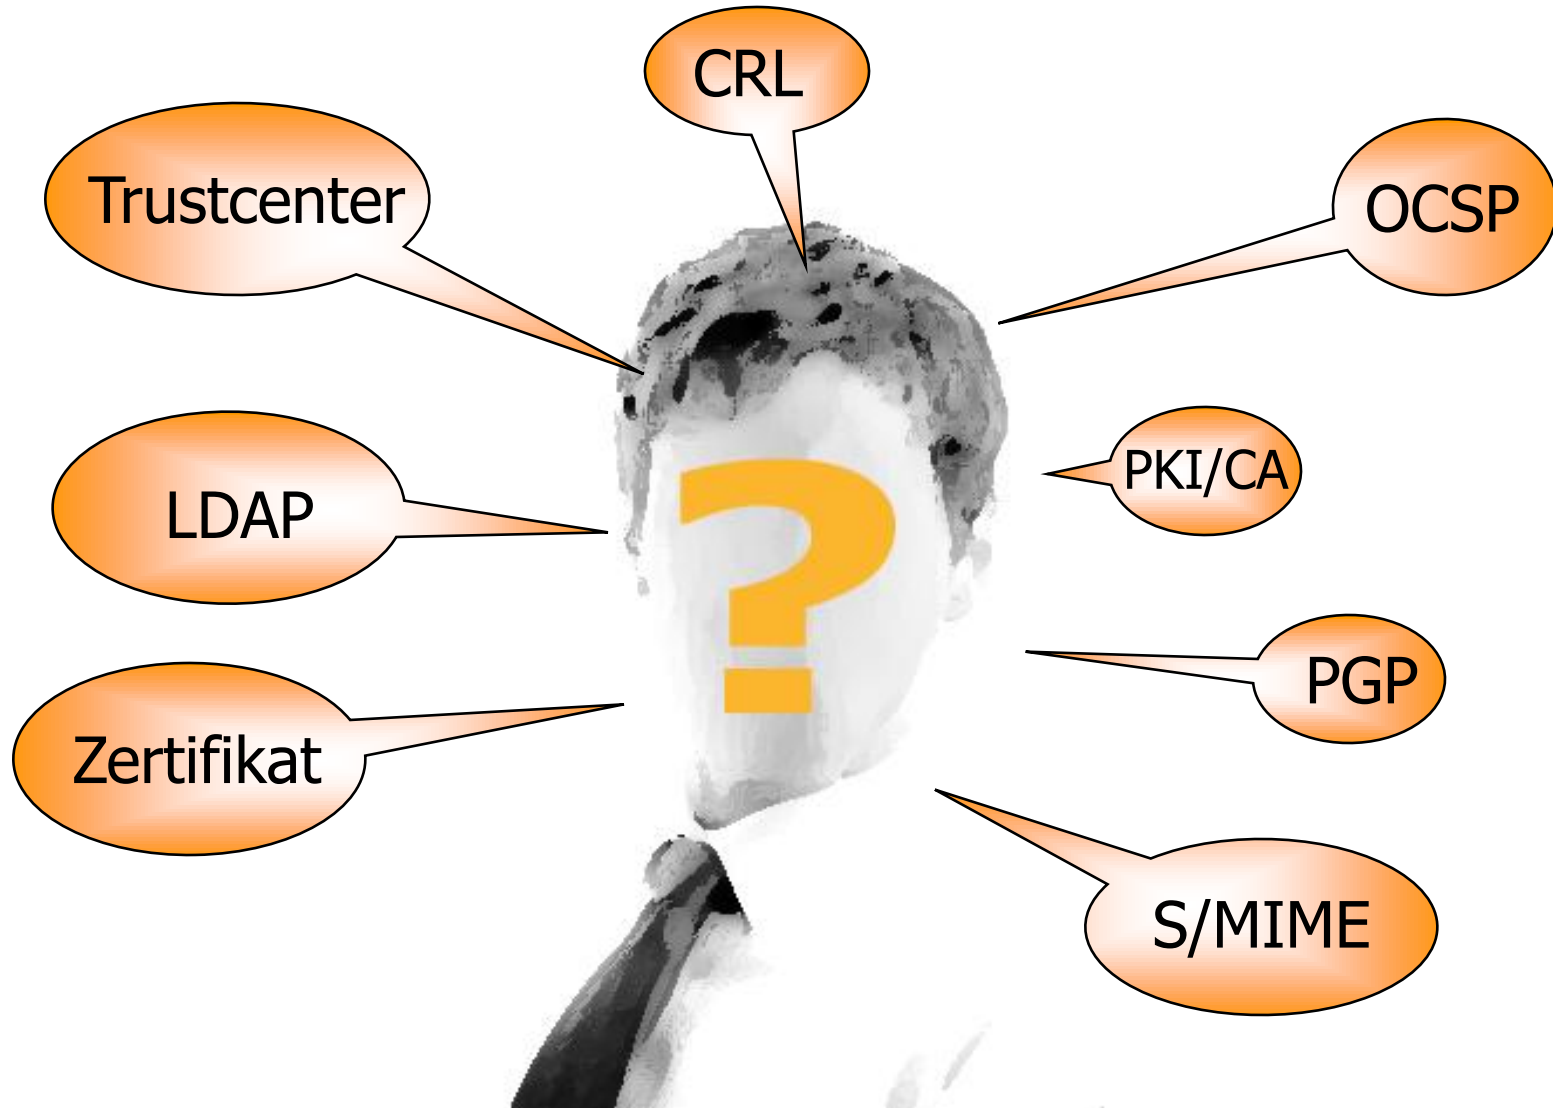 CRL
Trustcenter
OCSP
LDAP
PKI/CA
?
Zertifikat
PGP
S/MIME